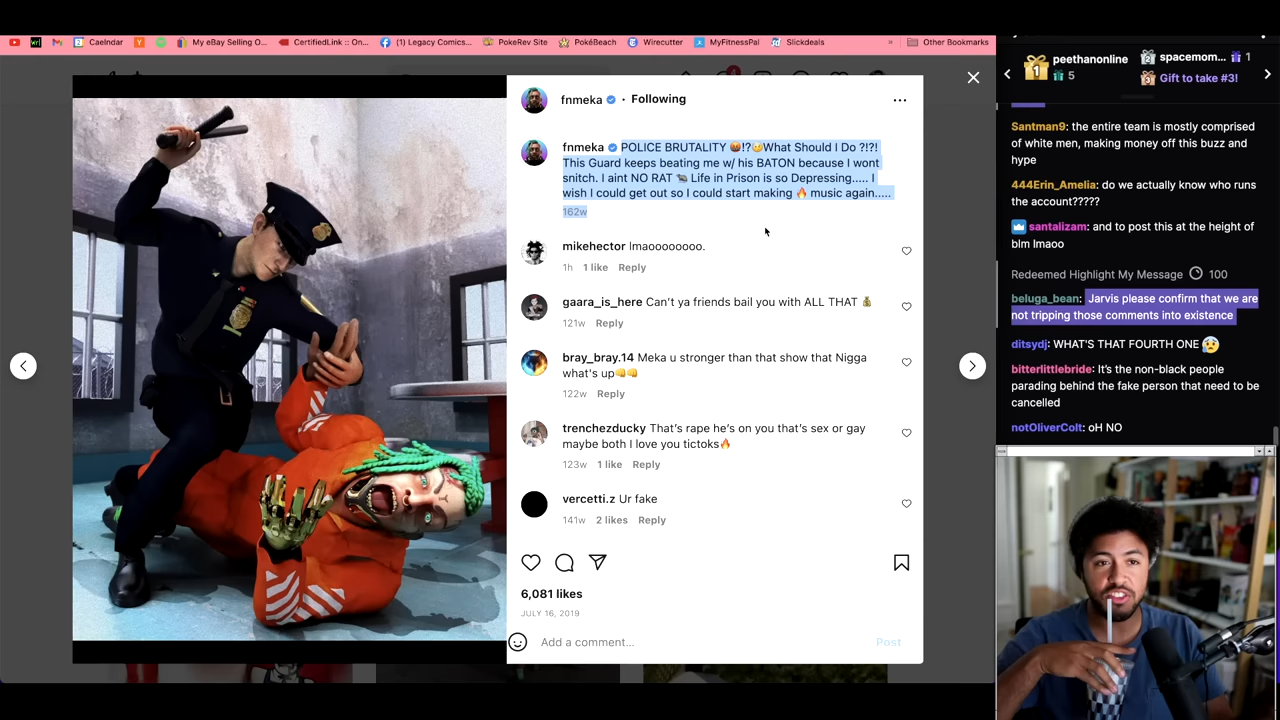 Caelndar
My eBay Selling O...
CertifiedLink :: On...
(1) Legacy Comics...
PokeRev Site
PokéBeach
Wirecutter
MyFitnessPal
Slickdeals
»
Other Bookmarks
fnmeka • Following
fnmeka POLICE BRUTALITY 🤬!?🤕What Should I Do ?!?!
This Guard keeps beating me w/ his BATON because I wont
snitch. I aint NO RAT 🐀 Life in Prison is so Depressing..... I
wish I could get out so I could start making 🔥 music again.....
162w
mikehector lmaoooooooo.
1h 1 like Reply
gaara_is_here Can't ya friends bail you with ALL THAT 💰
121w Reply
bray_bray.14 Meka u stronger than that show that Nigga
what's up👊👊
122w Reply
trenchezducky That's rape he's on you that's sex or gay
maybe both I love you tictoks🔥
123w 1 like Reply
vercetti.z Ur fake
141w 2 likes Reply
6,081 likes
JULY 16, 2019
Add a comment...
Post
1 peethanonline
5
2 spacemom... 1
3 Gift to take #3!
Santman9: the entire team is mostly comprised
of white men, making money off this buzz and
hype
444Erin_Amelia: do we actually know who runs
the account?????
santalizam: and to post this at the height of
blm lmaoo
Redeemed Highlight My Message 100
beluga_bean: Jarvis please confirm that we are
not tripping those comments into existence
ditsydj: WHAT'S THAT FOURTH ONE 😰
bitterlittlebride: It's the non-black people
parading behind the fake person that need to be
cancelled
notOliverColt: oH NO